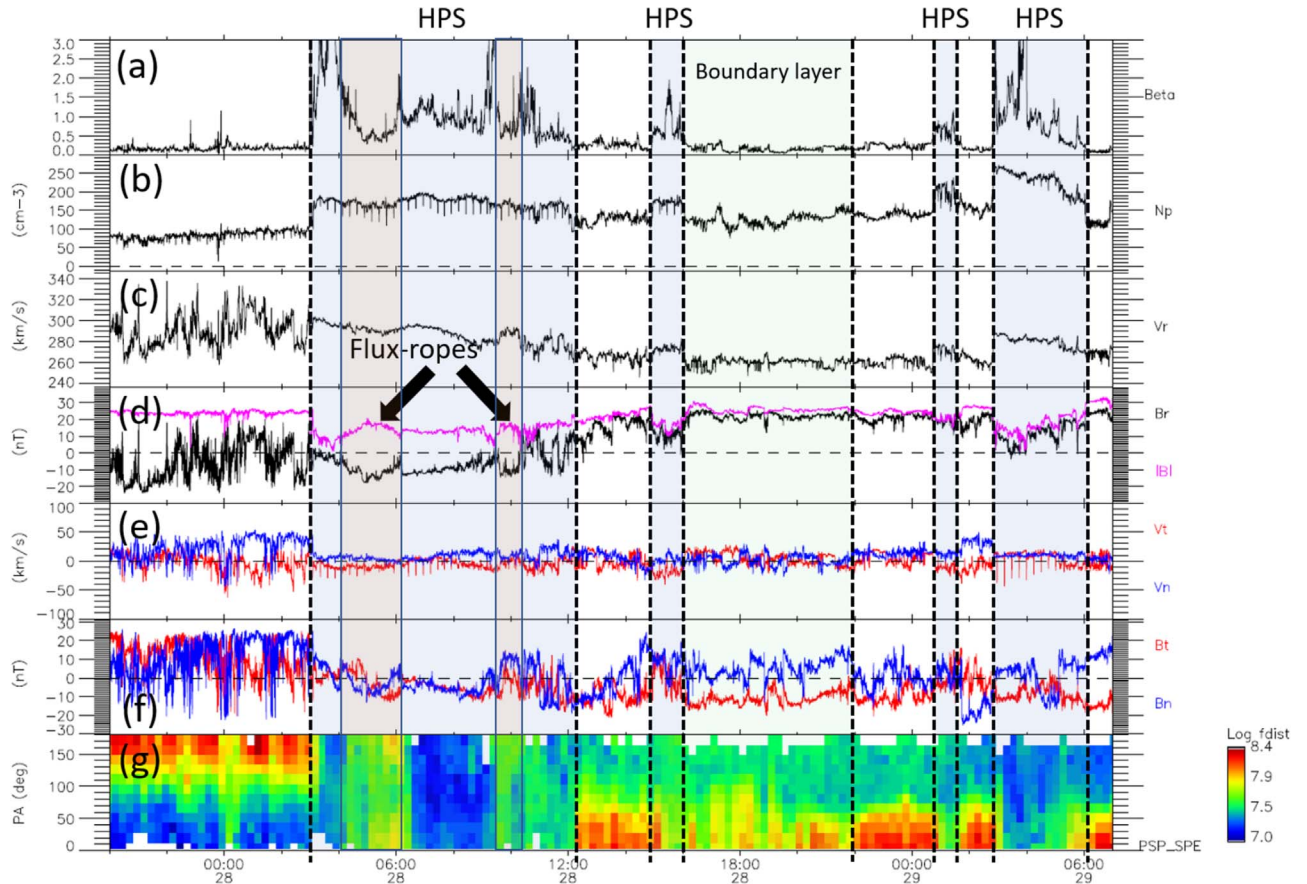 HPS HPS HPS HPS
(a) Boundary layer
3.0
2.5
2.0
1.5
1.0
0.5
0.0
Beta
(b)
(cm-3)
250
200
150
100
50
0
Np
(c)
(km/s)
340
320
300
280
260
240
Vr
Flux-ropes
(d)
(nT)
30
20
10
0
-10
-20
Br
|B|
(e)
(km/s)
100
50
0
-50
-100
Vt
Vn
(f)
(nT)
30
20
10
0
-10
-20
-30
Bt
Bn
(g)
PA (deg)
150
100
50
0
PSP_SPE
Log fdist
8.4
7.9
7.5
7.0
00:00 06:00 12:00 18:00 00:00 06:00
28 28 28 28 29 29